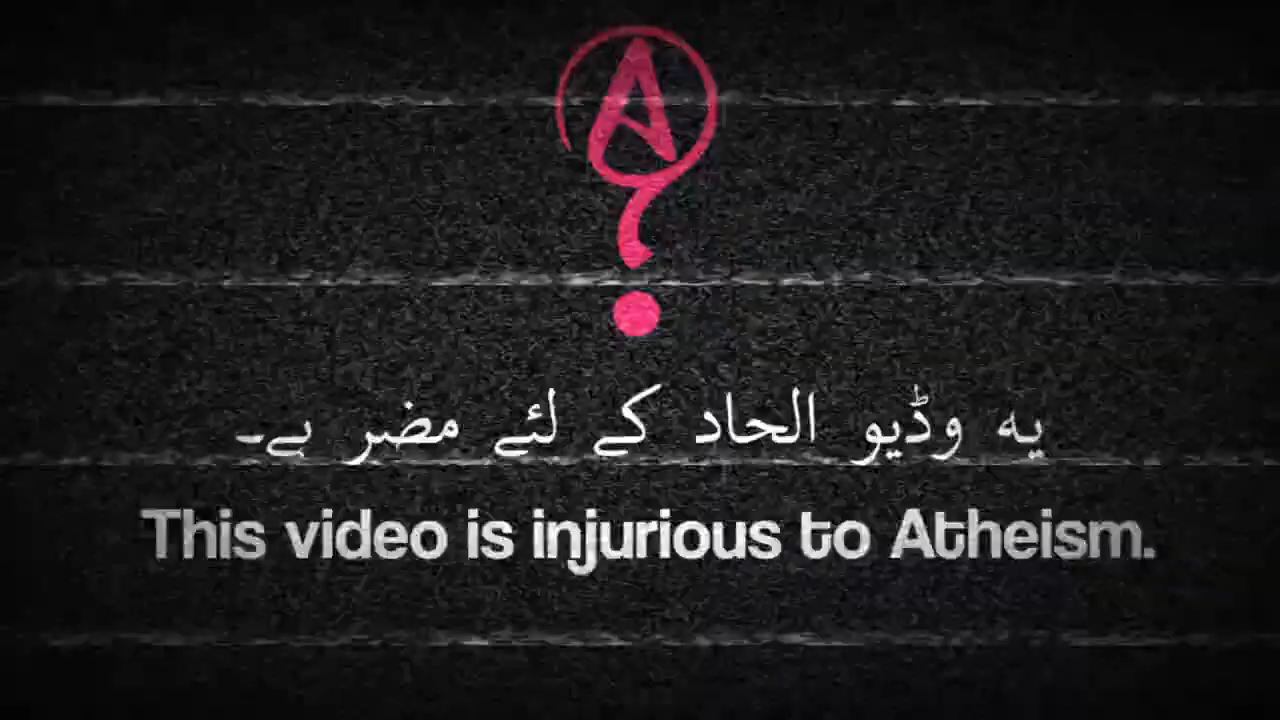 یہ وڈیو الحاد کے لئے مضر ہے۔
This video is injurious to Atheism.